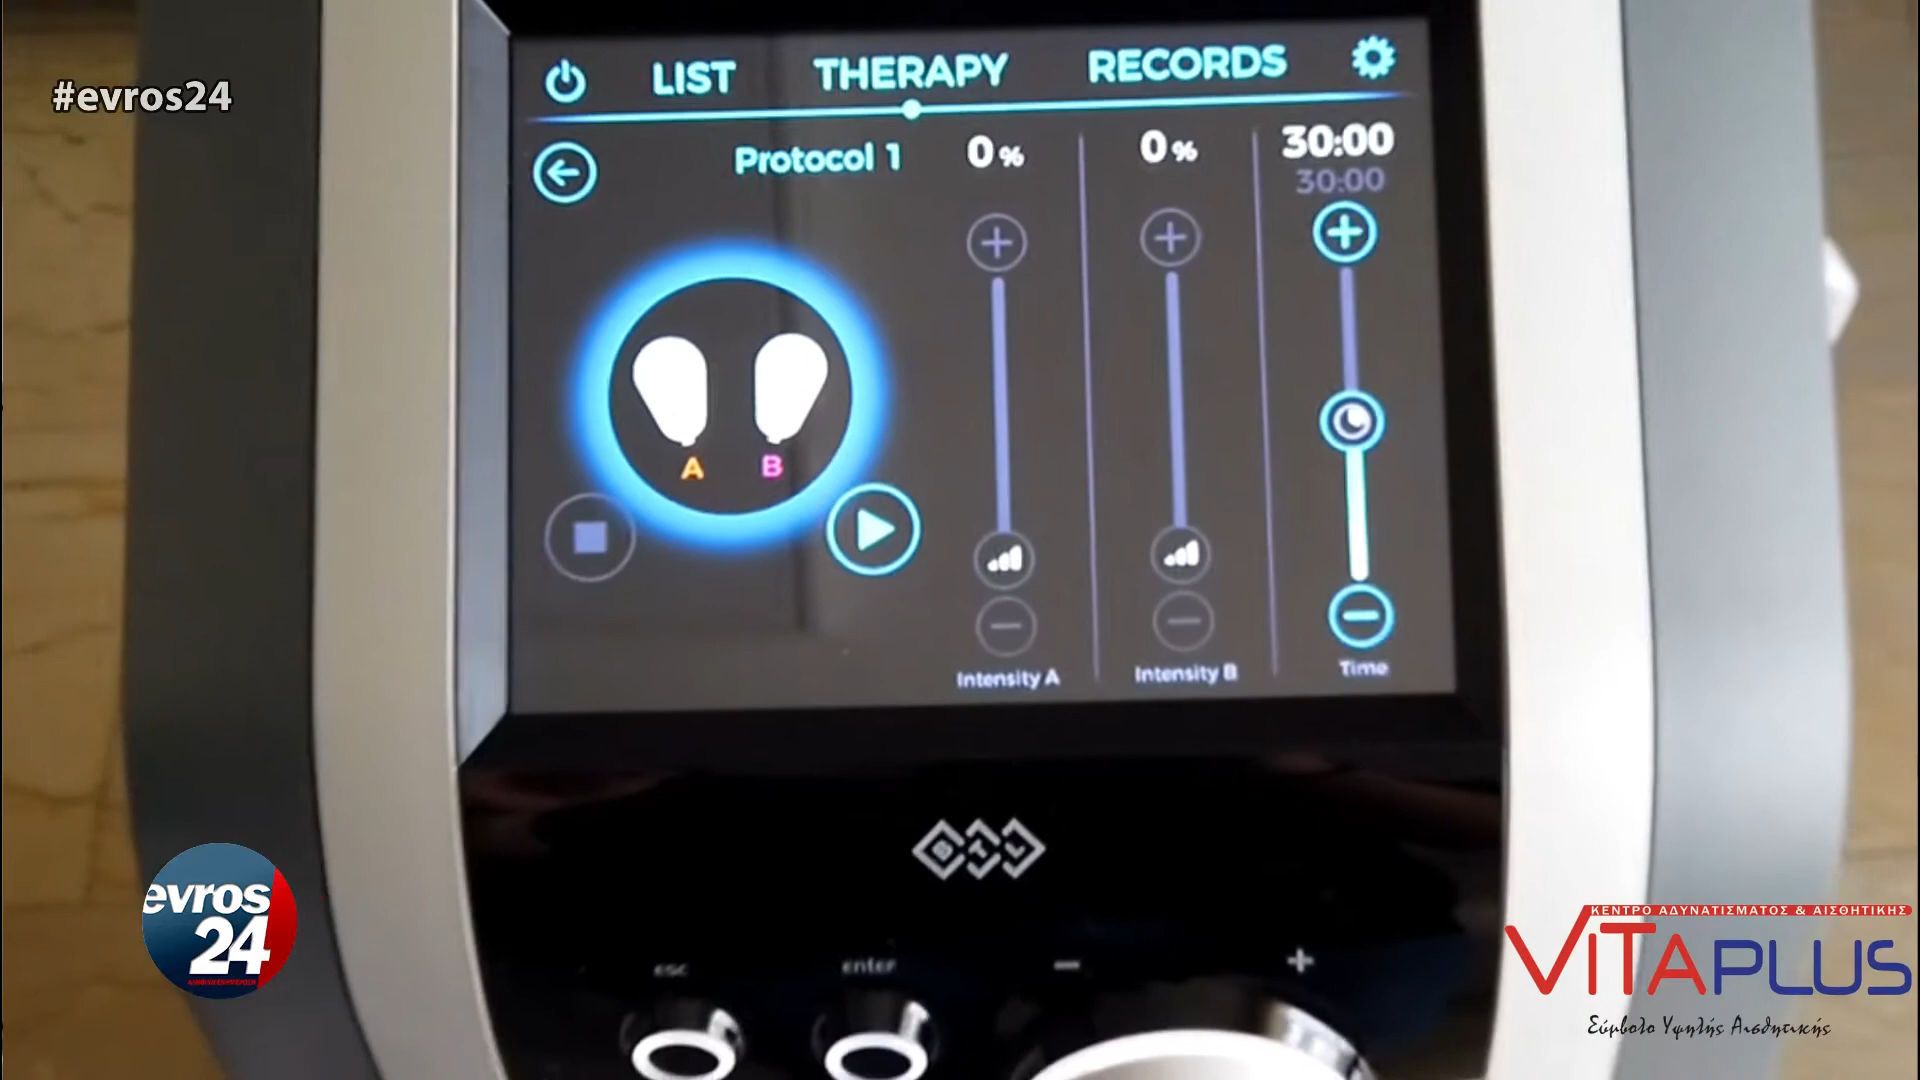 #evros24
LIST THERAPY RECORDS
Protocol 1 0 % 0 % 30:00
30:00
A B
Intensity A Intensity B Time
BTL
esc enter − +
evros
24
ΚΕΝΤΡΟ ΑΔΥΝΑΤΙΣΜΑΤΟΣ & ΑΙΣΘΗΤΙΚΗΣ
VITAPLUS
Σύμβολο Υψηλής Αισθητικής